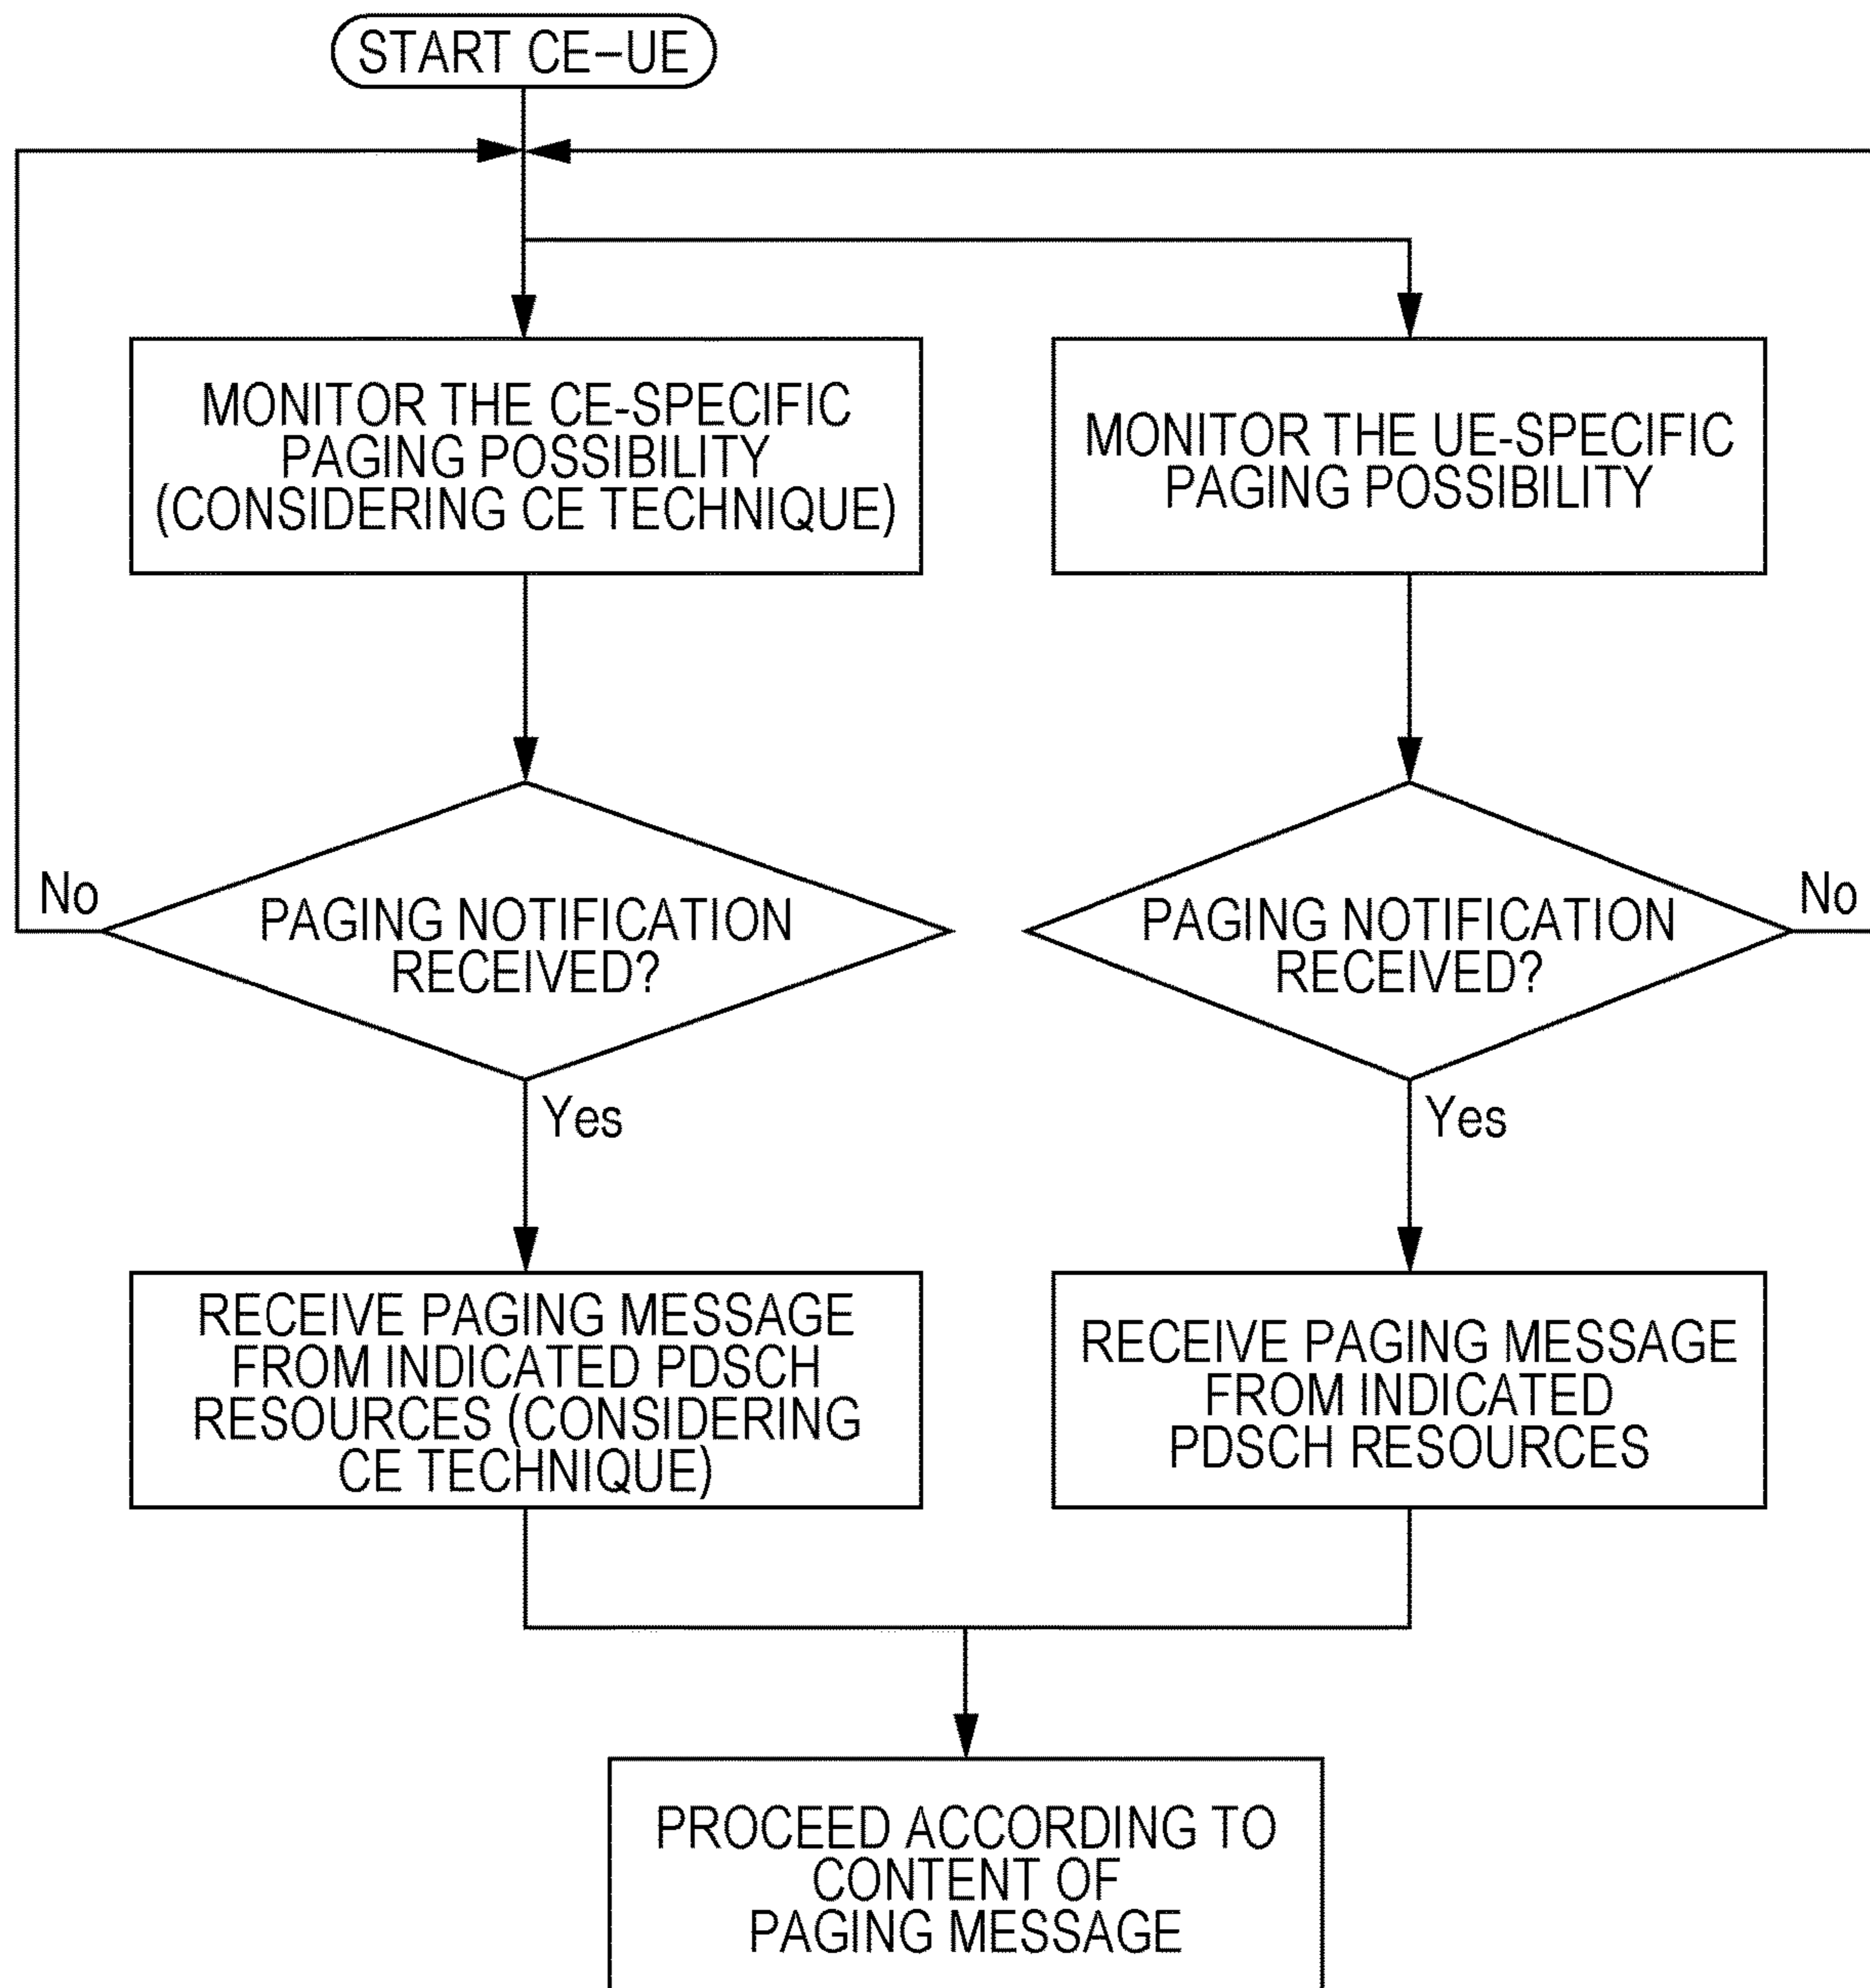 START CE–UE
MONITOR THE CE-SPECIFIC
PAGING POSSIBILITY
(CONSIDERING CE TECHNIQUE)
MONITOR THE UE-SPECIFIC
PAGING POSSIBILITY
No
PAGING NOTIFICATION
RECEIVED?
PAGING NOTIFICATION
RECEIVED?
No
Yes
Yes
RECEIVE PAGING MESSAGE
FROM INDICATED PDSCH
RESOURCES (CONSIDERING
CE TECHNIQUE)
RECEIVE PAGING MESSAGE
FROM INDICATED
PDSCH RESOURCES
PROCEED ACCORDING TO
CONTENT OF
PAGING MESSAGE